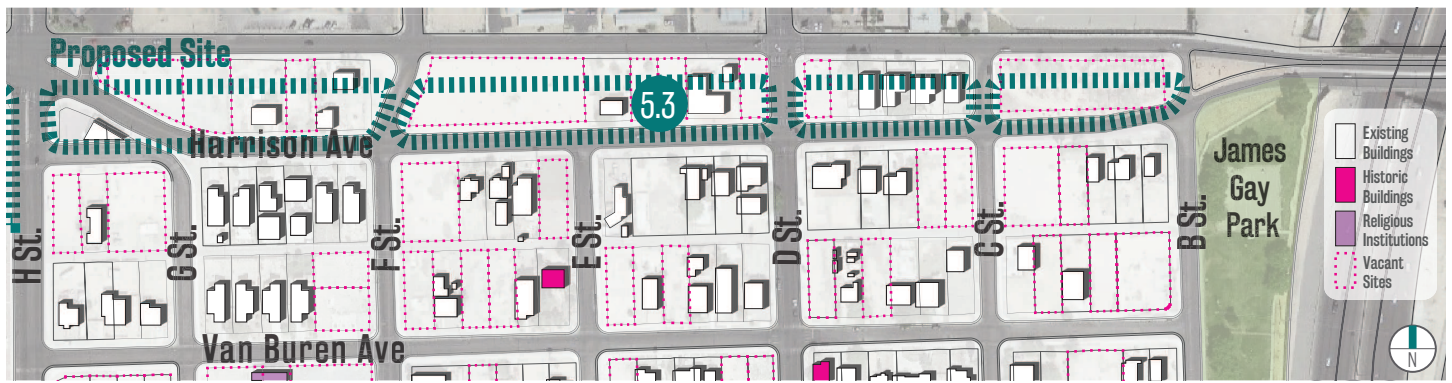 Proposed Site
5.3
Harrison Ave
James
Gay
Park
H St.
G St.
F St.
E St.
D St.
C St.
B St.
Van Buren Ave
Existing
Buildings
Historic
Buildings
Religious
Institutions
Vacant
Sites
N